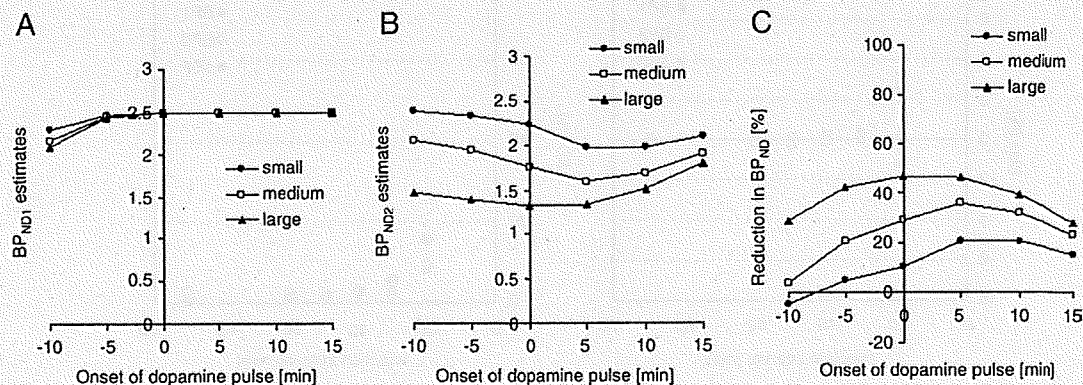 A
BP_ND1 estimates
3
2.5
2
1.5
1
0.5
0
-10
-5
0
5
10
15
Onset of dopamine pulse [min]
small
medium
large
B
BP_ND2 estimates
3
2.5
2
1.5
1
0.5
0
-10
-5
0
5
10
15
Onset of dopamine pulse [min]
small
medium
large
C
Reduction in BP_ND [%]
100
80
60
40
20
0
-20
-10
-5
0
5
10
15
Onset of dopamine pulse [min]
small
medium
large